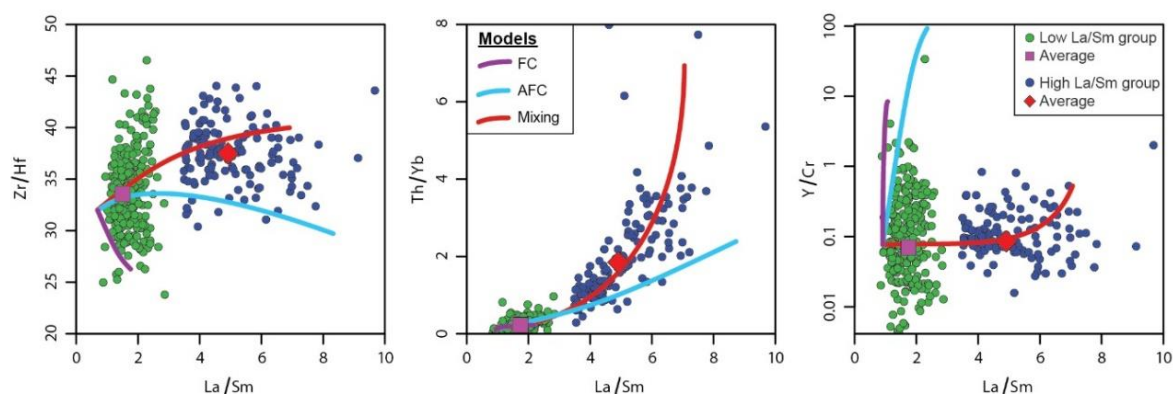 50
45
40
35
30
25
20
Zr/Hf
0 2 4 6 8 10
La/Sm
8
6
4
2
0
Th/Yb
Models
FC
AFC
Mixing
0 2 4 6 8 10
La/Sm
100
10
1
0.1
0.01
Y/Cr
Low La/Sm group
Average
High La/Sm group
Average
0 2 4 6 8 10
La/Sm